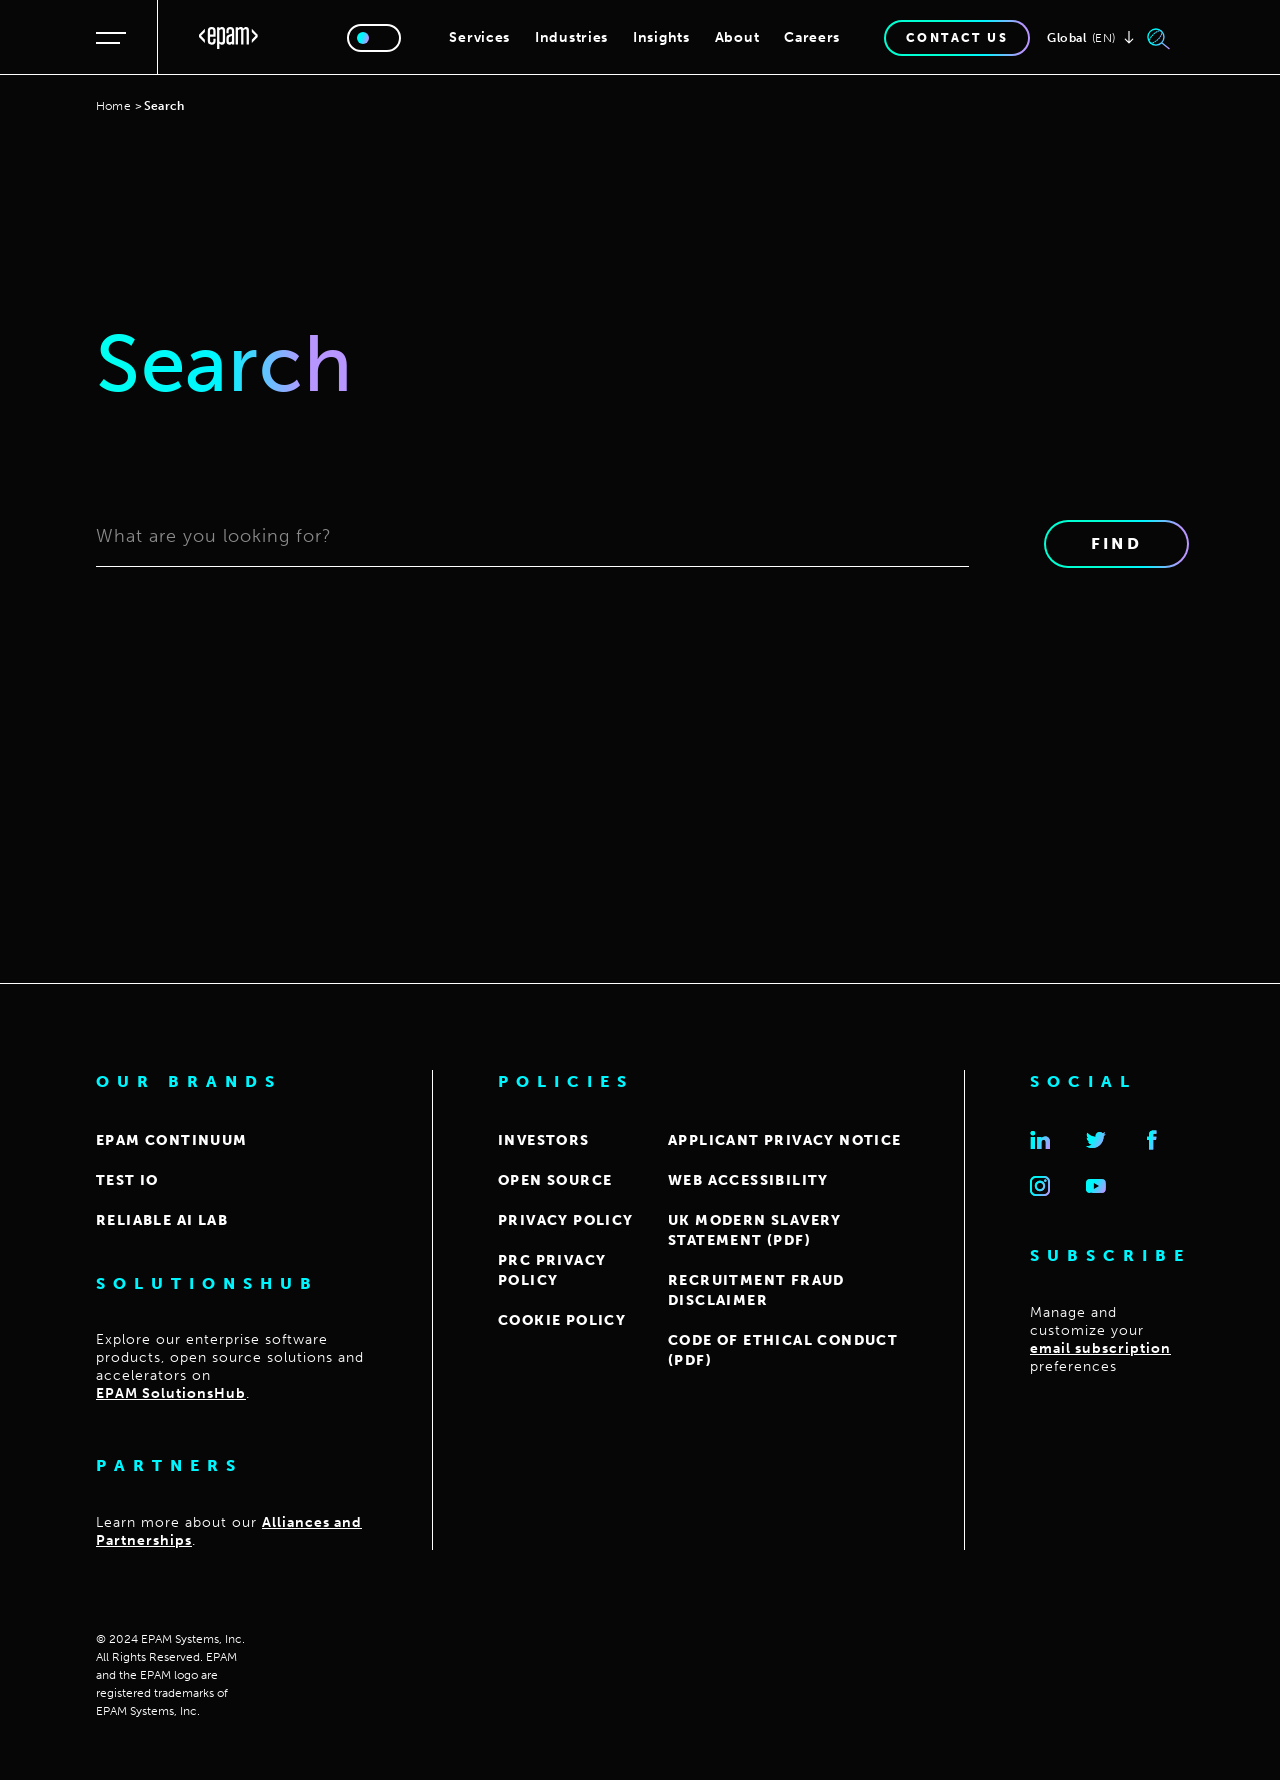 <epam>
Services Industries Insights About Careers
CONTACT US
Global (EN)
Home > Search
Search
What are you looking for?
FIND
OUR BRANDS
EPAM CONTINUUM
TEST IO
RELIABLE AI LAB
SOLUTIONSHUB
Explore our enterprise software
products, open source solutions and
accelerators on
EPAM SolutionsHub.
PARTNERS
Learn more about our Alliances and
Partnerships.
POLICIES
INVESTORS
OPEN SOURCE
PRIVACY POLICY
PRC PRIVACY
POLICY
COOKIE POLICY
APPLICANT PRIVACY NOTICE
WEB ACCESSIBILITY
UK MODERN SLAVERY
STATEMENT (PDF)
RECRUITMENT FRAUD
DISCLAIMER
CODE OF ETHICAL CONDUCT
(PDF)
SOCIAL
SUBSCRIBE
Manage and
customize your
email subscription
preferences
© 2024 EPAM Systems, Inc.
All Rights Reserved. EPAM
and the EPAM logo are
registered trademarks of
EPAM Systems, Inc.